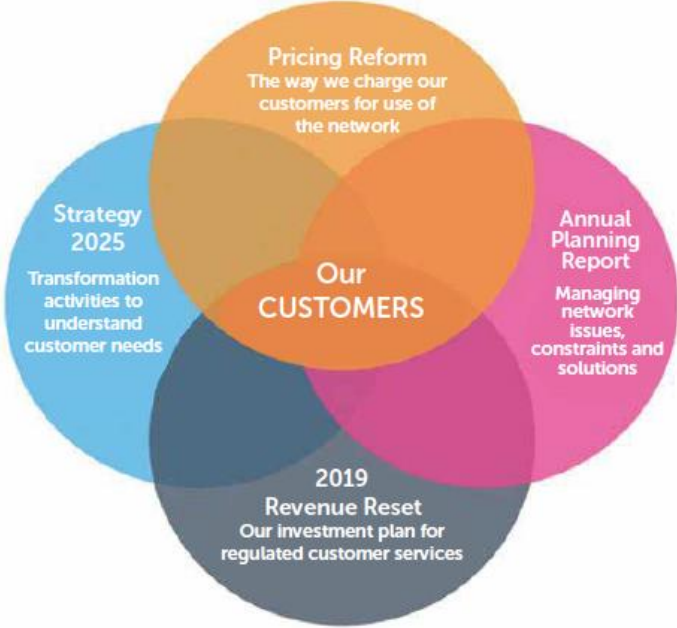 Pricing Reform
The way we charge our
customers for use of
the network
Strategy
2025
Transformation
activities to
understand
customer needs
Our
CUSTOMERS
Annual
Planning
Report
Managing
network
issues,
constraints and
solutions
2019
Revenue Reset
Our investment plan for
regulated customer services